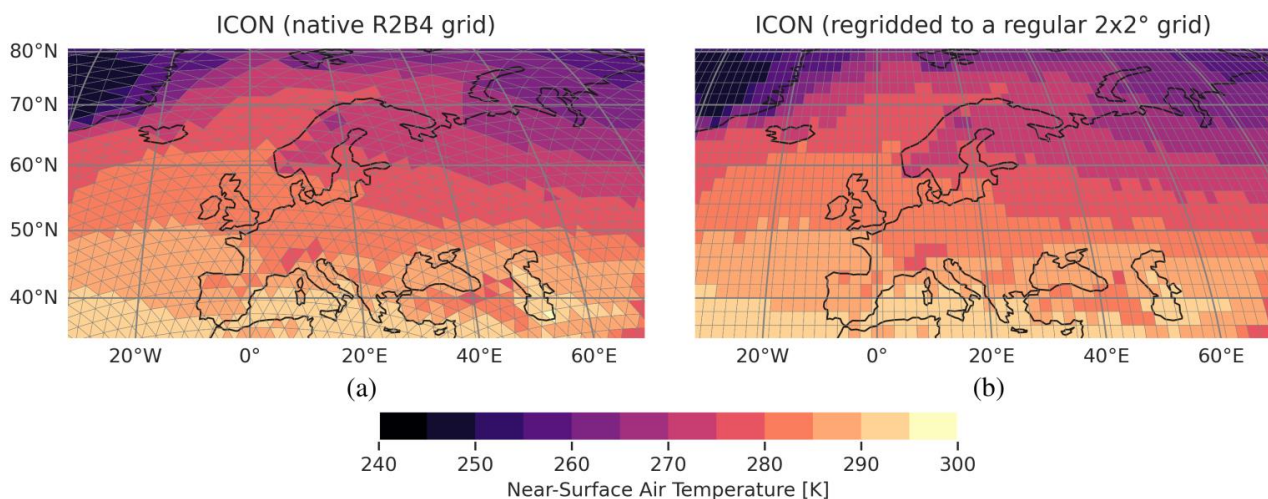 ICON (native R2B4 grid)
ICON (regridded to a regular 2x2° grid)
80°N
70°N
60°N
50°N
40°N
80°N
70°N
60°N
50°N
40°N
20°W 0° 20°E 40°E 60°E
20°W 0° 20°E 40°E 60°E
(a)
(b)
240 250 260 270 280 290 300
Near-Surface Air Temperature [K]